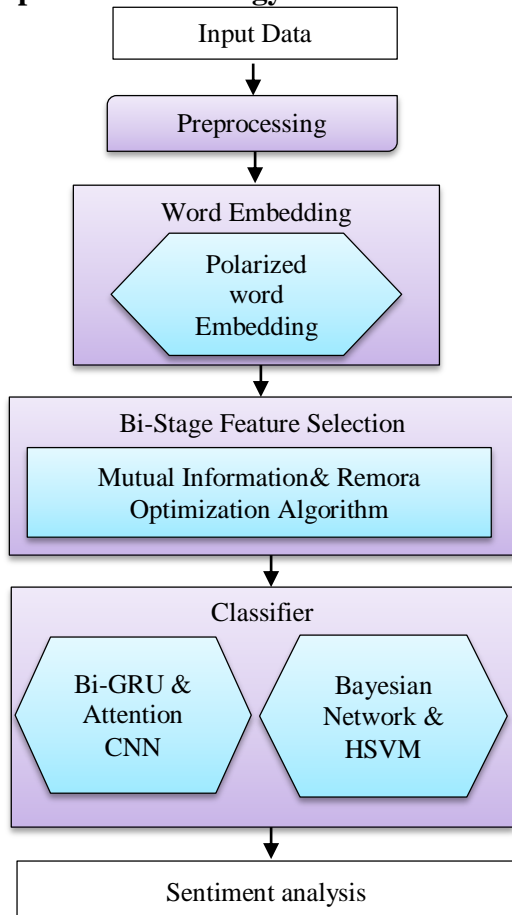 Input Data
Preprocessing
Word Embedding
Polarized
word
Embedding
Bi-Stage Feature Selection
Mutual Information& Remora
Optimization Algorithm
Classifier
Bi-GRU &
Attention
CNN
Bayesian
Network &
HSVM
Sentiment analysis